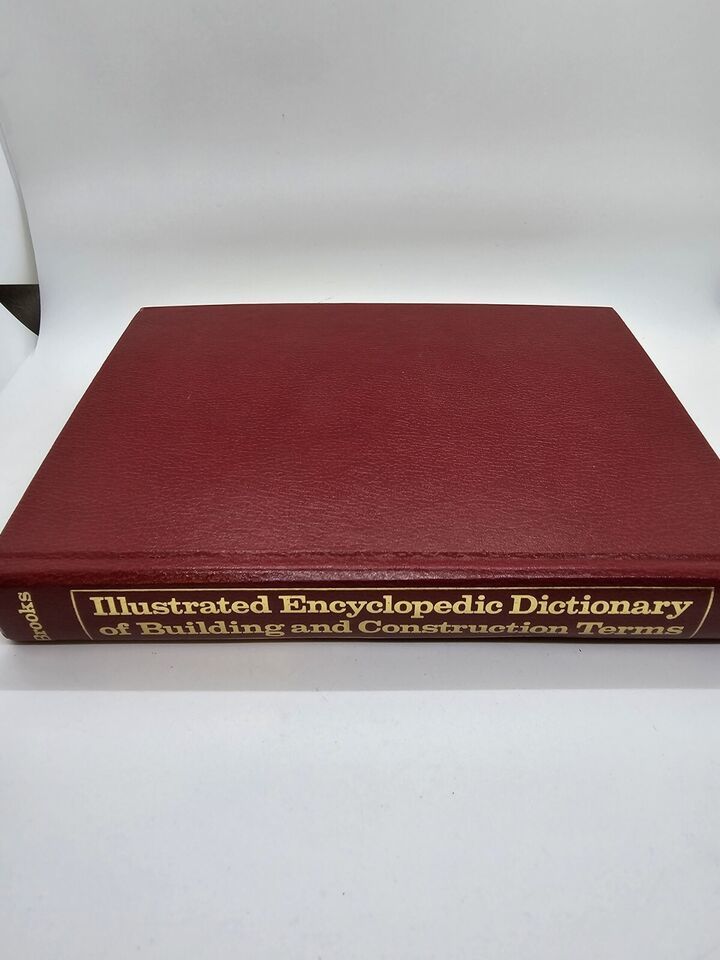 Brooks
Illustrated Encyclopedic Dictionary
of Building and Construction Terms